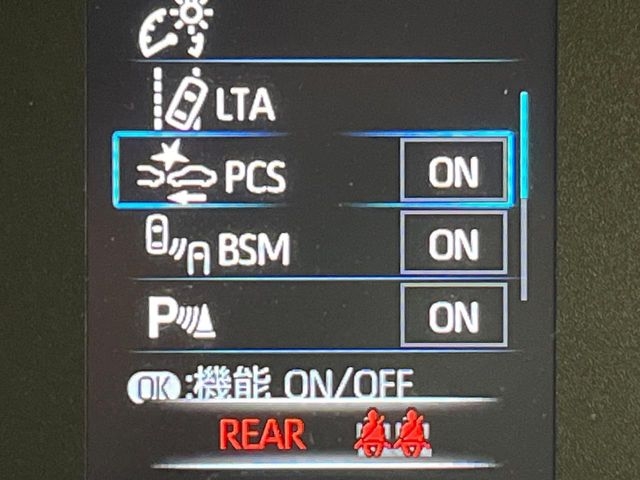 LTA
PCS ON
BSM ON
P ON
OK:機能 ON/OFF
REAR